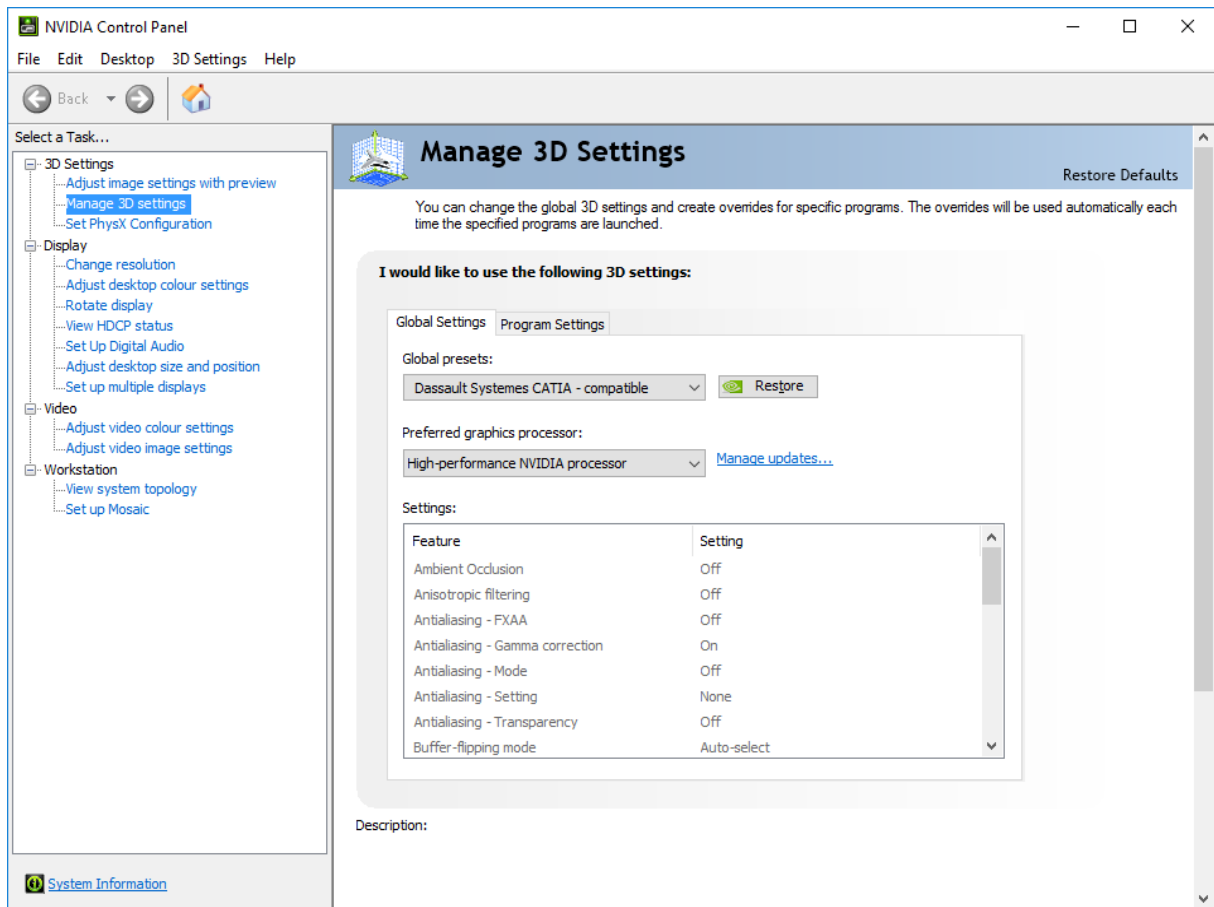 NVIDIA Control Panel
File Edit Desktop 3D Settings Help
Back
Select a Task...
3D Settings
Adjust image settings with preview
Manage 3D settings
Set PhysX Configuration
Display
Change resolution
Adjust desktop colour settings
Rotate display
View HDCP status
Set Up Digital Audio
Adjust desktop size and position
Set up multiple displays
Video
Adjust video colour settings
Adjust video image settings
Workstation
View system topology
Set up Mosaic
System Information
Manage 3D Settings
Restore Defaults
You can change the global 3D settings and create overrides for specific programs. The overrides will be used automatically each
time the specified programs are launched.
I would like to use the following 3D settings:
Global Settings Program Settings
Global presets:
Dassault Systemes CATIA - compatible Restore
Preferred graphics processor:
High-performance NVIDIA processor Manage updates...
Settings:
Feature Setting
Ambient Occlusion Off
Anisotropic filtering Off
Antialiasing - FXAA Off
Antialiasing - Gamma correction On
Antialiasing - Mode Off
Antialiasing - Setting None
Antialiasing - Transparency Off
Buffer-flipping mode Auto-select
Description: